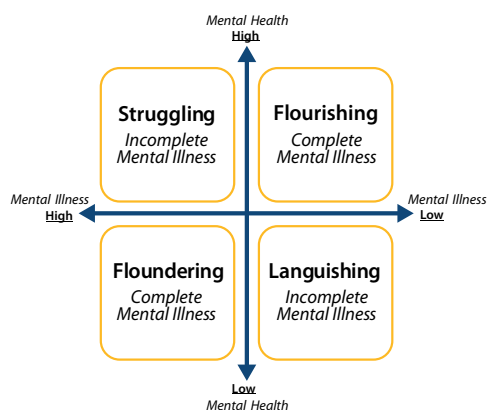 Mental Health
High
Struggling
Incomplete
Mental Illness
Flourishing
Complete
Mental Illness
Mental Illness
High
Mental Illness
Low
Floundering
Complete
Mental Illness
Languishing
Incomplete
Mental Illness
Low
Mental Health